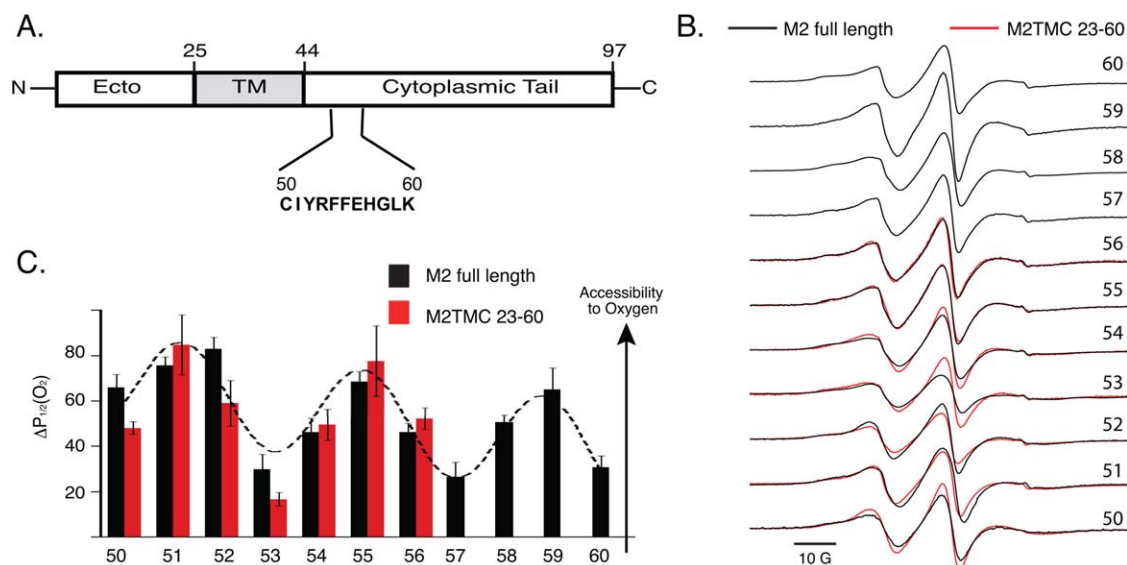 A.
25 44 97
N Ecto TM Cytoplasmic Tail C
50 60
CIYRFFEHGLK
B.
M2 full length M2TMC 23-60
60
59
58
57
56
55
54
53
52
51
50
10 G
C.
M2 full length
M2TMC 23-60
Accessibility
to Oxygen
ΔP1/2(O2)
80
60
40
20
50 51 52 53 54 55 56 57 58 59 60